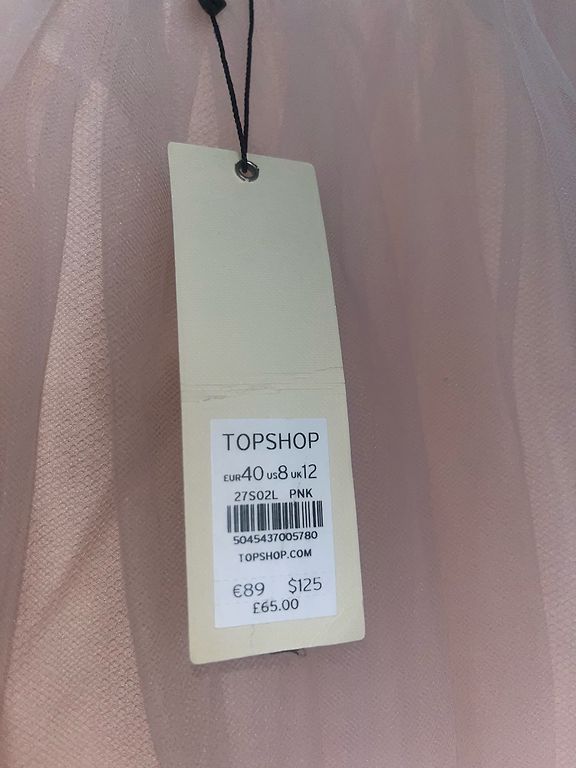 TOPSHOP
EUR40 US8 UK12
27S02L PNK
5045437005780
TOPSHOP.COM
€89 $125
£65.00